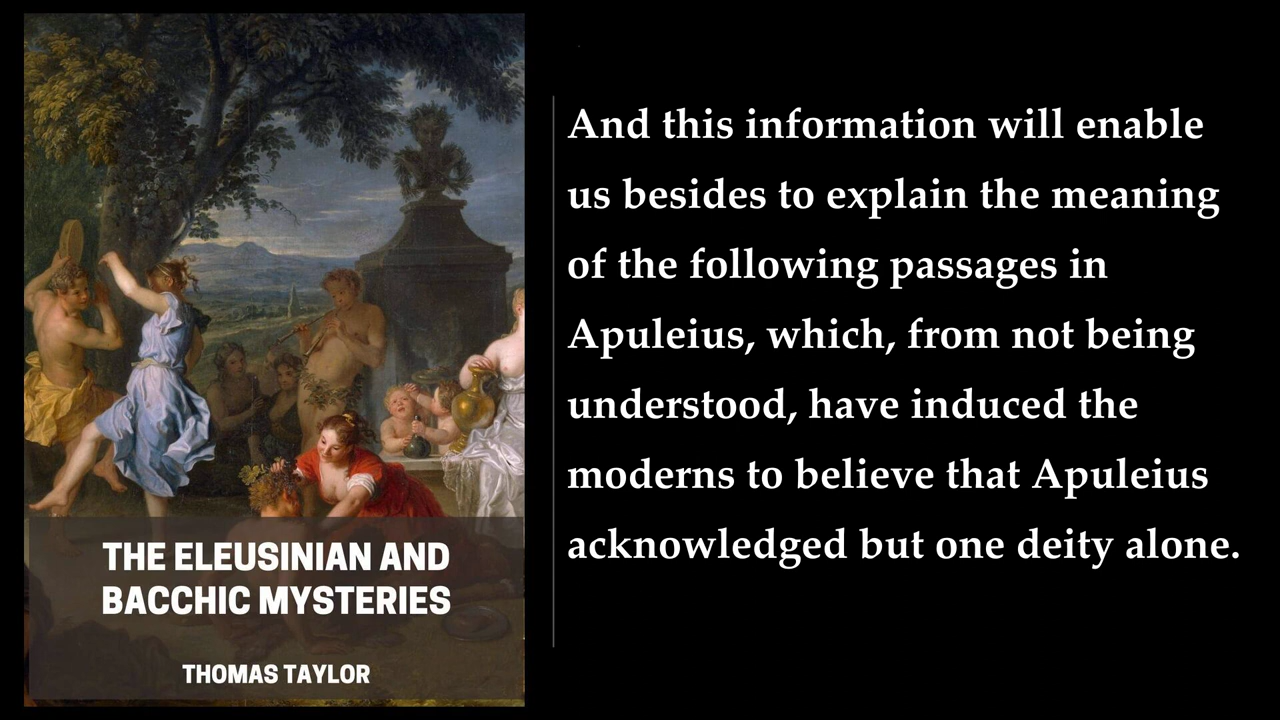 THE ELEUSINIAN AND
BACCHIC MYSTERIES
THOMAS TAYLOR
And this information will enable
us besides to explain the meaning
of the following passages in
Apuleius, which, from not being
understood, have induced the
moderns to believe that Apuleius
acknowledged but one deity alone.